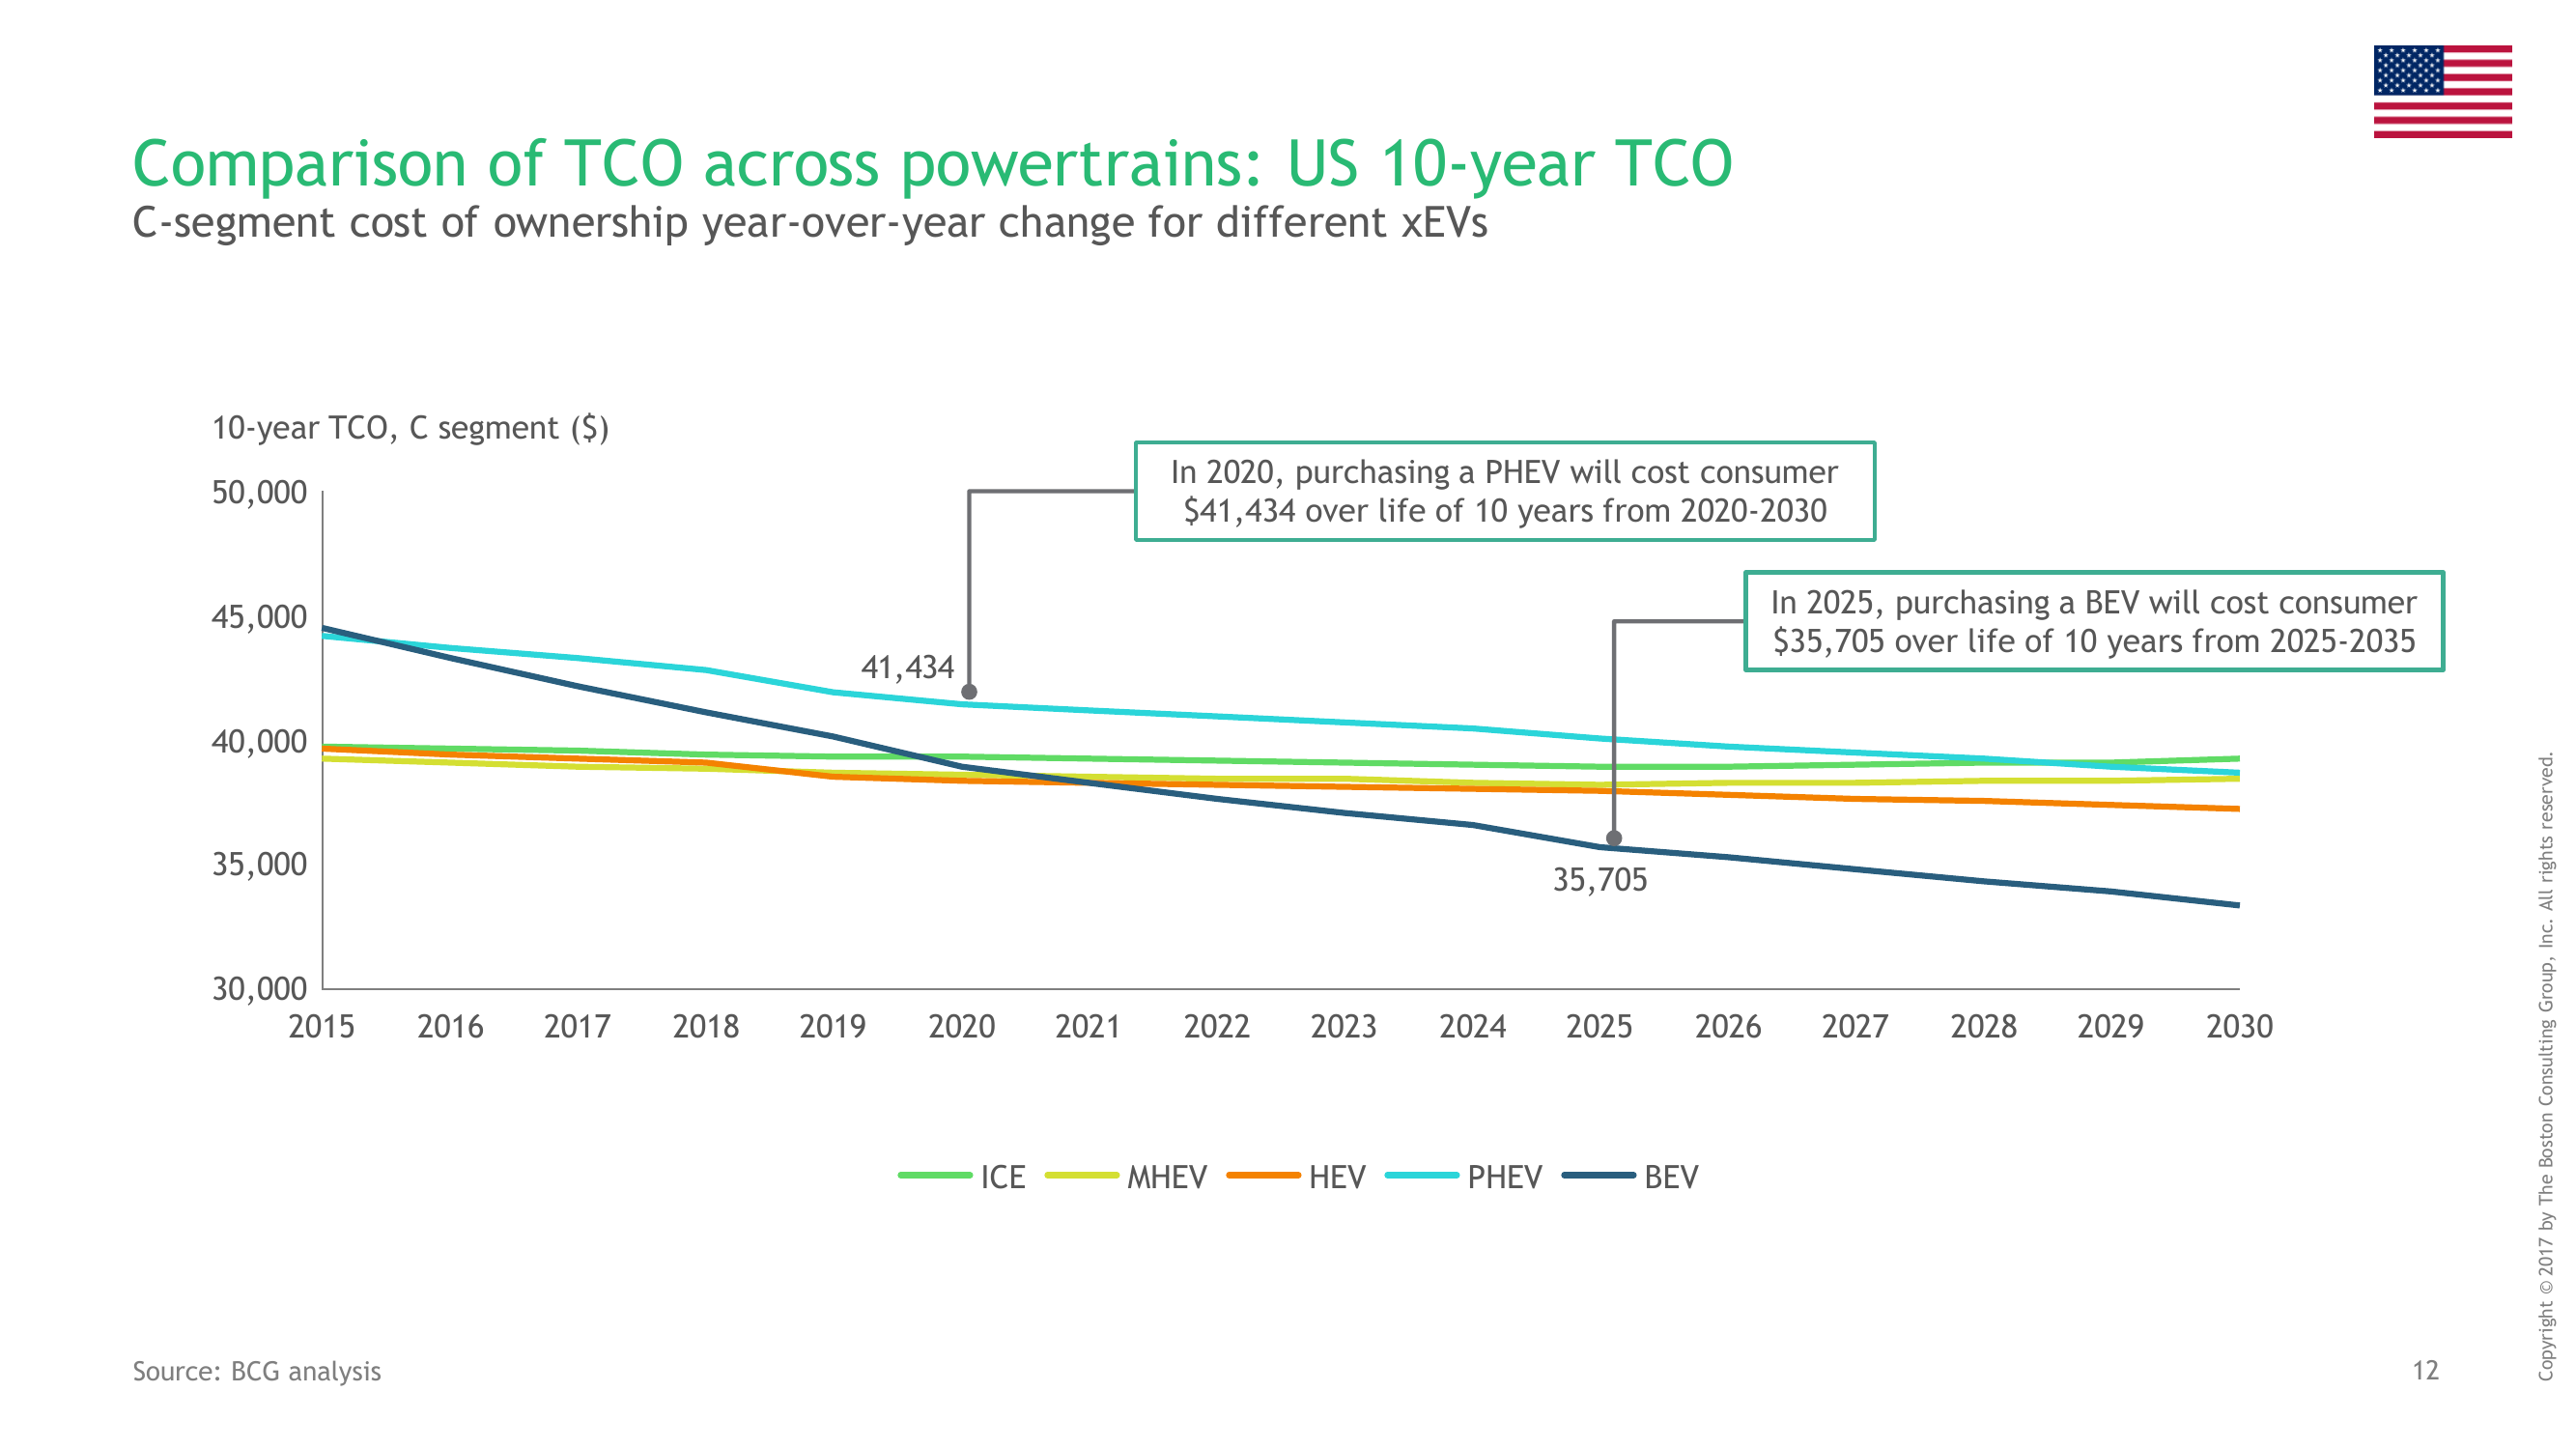 Comparison of TCO across powertrains: US 10-year TCO
C-segment cost of ownership year-over-year change for different xEVs
10-year TCO, C segment ($)
50,000
45,000
40,000
35,000
30,000
In 2020, purchasing a PHEV will cost consumer
$41,434 over life of 10 years from 2020-2030
In 2025, purchasing a BEV will cost consumer
$35,705 over life of 10 years from 2025-2035
41,434
35,705
2015 2016 2017 2018 2019 2020 2021 2022 2023 2024 2025 2026 2027 2028 2029 2030
ICE MHEV HEV PHEV BEV
Source: BCG analysis
12
Copyright © 2017 by The Boston Consulting Group, Inc. All rights reserved.